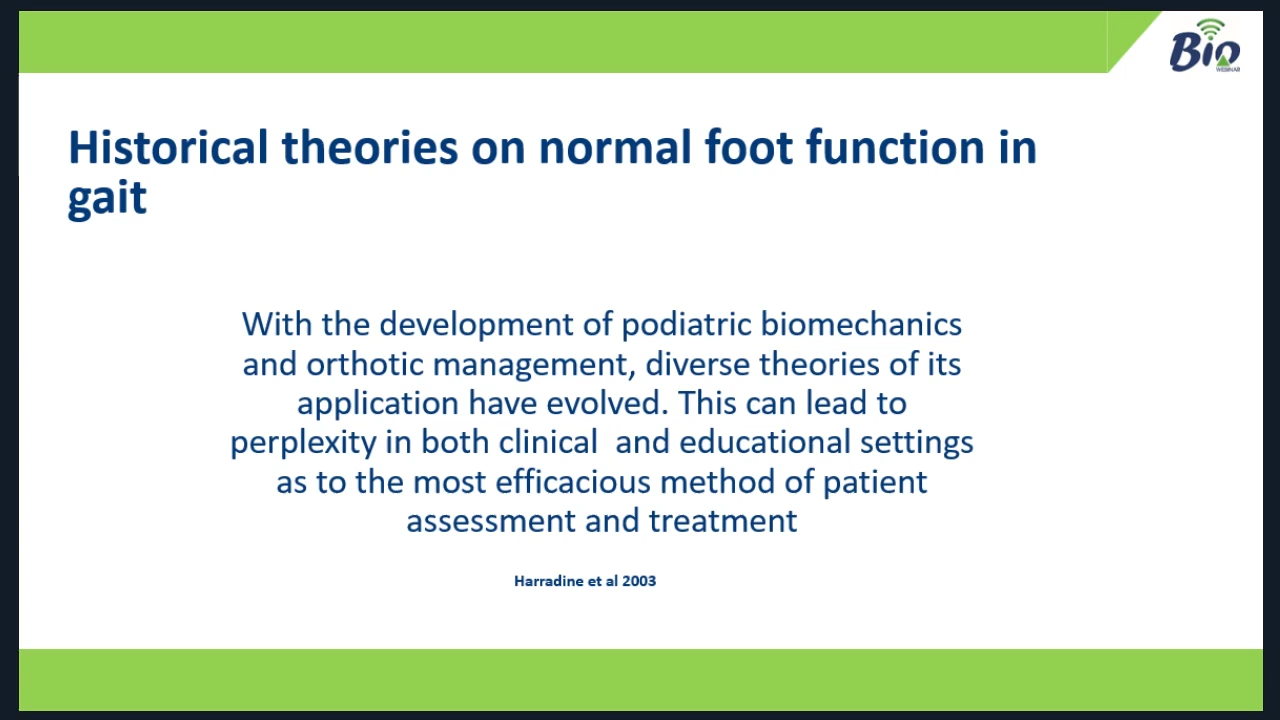 Bio
WEBINAR
Historical theories on normal foot function in
gait
With the development of podiatric biomechanics
and orthotic management, diverse theories of its
application have evolved. This can lead to
perplexity in both clinical  and educational settings
as to the most efficacious method of patient
assessment and treatment
Harradine et al 2003